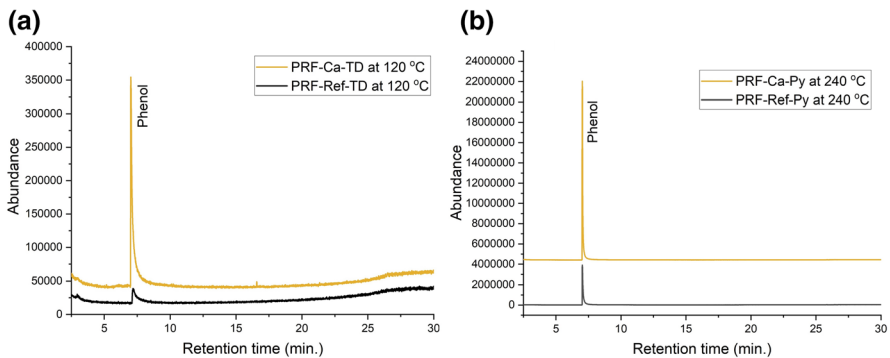 (a)
400000
350000
300000
250000
200000
150000
100000
50000
0
Abundance
5
10
15
20
25
30
Retention time (min.)
PRF-Ca-TD at 120 °C
PRF-Ref-TD at 120 °C
Phenol
(b)
24000000
22000000
20000000
18000000
16000000
14000000
12000000
10000000
8000000
6000000
4000000
2000000
0
Abundance
5
10
15
20
25
30
Retention time (min.)
PRF-Ca-Py at 240 °C
PRF-Ref-Py at 240 °C
Phenol